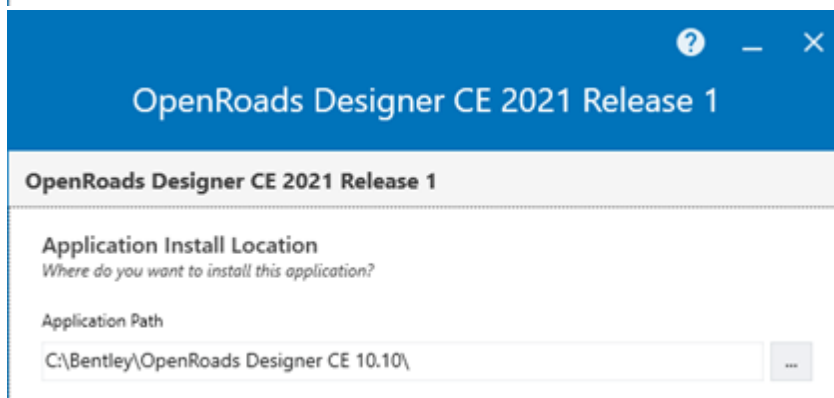 OpenRoads Designer CE 2021 Release 1
OpenRoads Designer CE 2021 Release 1
Application Install Location
Where do you want to install this application?
Application Path
C:\Bentley\OpenRoads Designer CE 10.10\
...